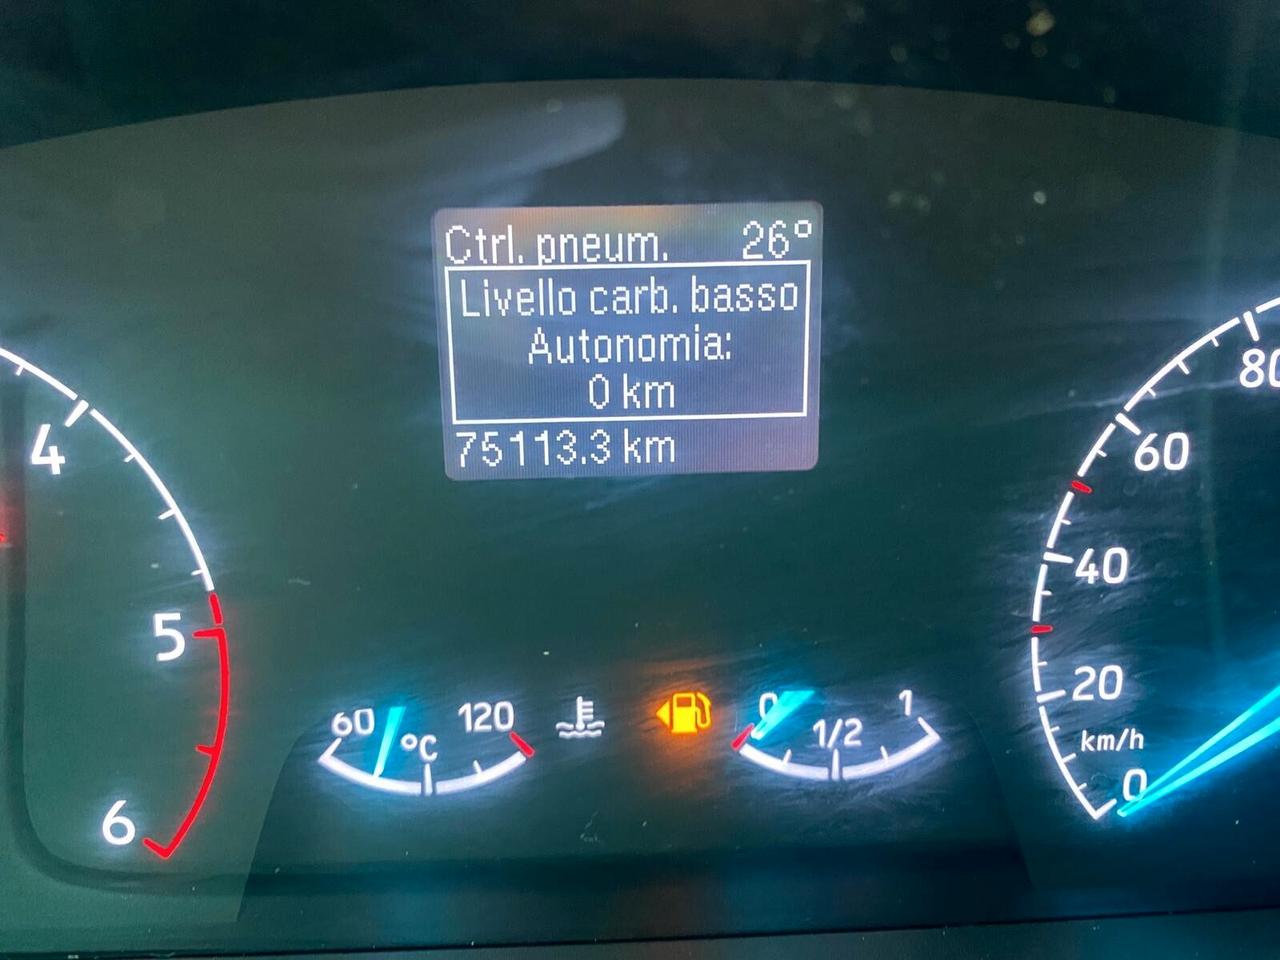 Ctrl. pneum. 26°
Livello carb. basso
Autonomia:
0 km
75113.3 km
4
5
6
60 °C 120
0 1/2 1
80
60
40
20
km/h
0